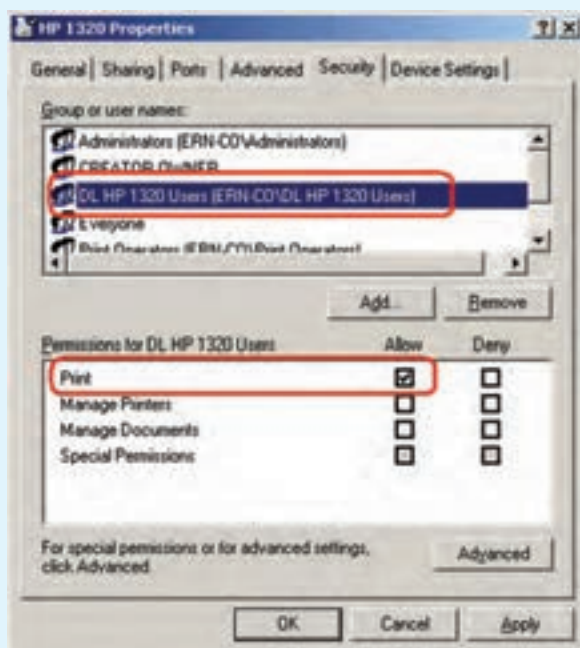 HP 1320 Properties
General Sharing Ports Advanced Security Device Settings
Group or user names:
Administrators (ERN-CO\Administrators)
CREATOR OWNER
DL HP 1320 Users (ERN-CO\DL HP 1320 Users)
Everyone
Print Operators (ERN-CO\Print Operators)
Add... Remove
Permissions for DL HP 1320 Users Allow Deny
Print
Manage Printers
Manage Documents
Special Permissions
For special permissions or for advanced settings,
click Advanced.
Advanced
OK Cancel Apply